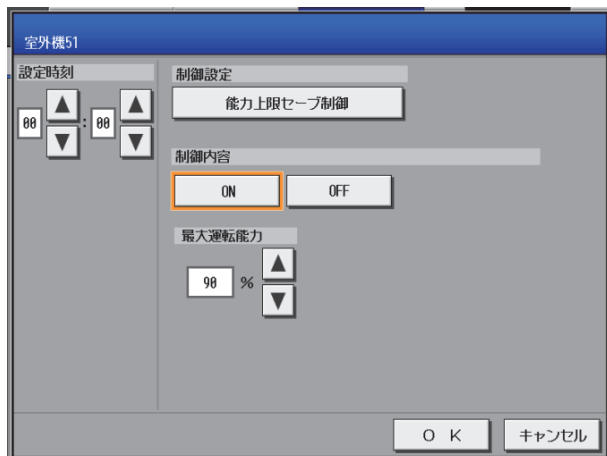 室外機51
設定時刻
00 : 00
制御設定
能力上限セーブ制御
制御内容
ON OFF
最大運転能力
90 %
O K キャンセル